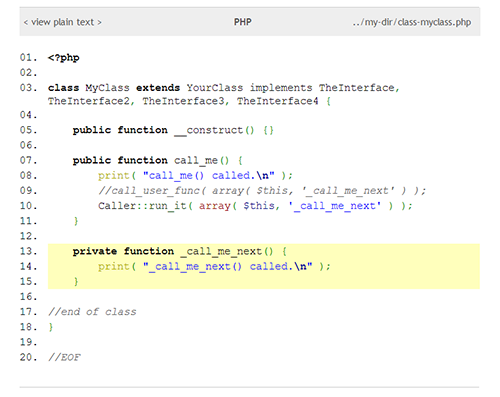 < view plain text > PHP ../my-dir/class-myclass.php
01. <?php
02.
03. class MyClass extends YourClass implements TheInterface,
TheInterface2, TheInterface3, TheInterface4 {
04.
05.     public function __construct() {}
06.
07.     public function call_me() {
08.         print( "call_me() called.\n" );
09.         //call_user_func( array( $this, '_call_me_next' ) );
10.         Caller::run_it( array( $this, '_call_me_next' ) );
11.     }
12.
13.     private function _call_me_next() {
14.         print( "_call_me_next() called.\n" );
15.     }
16.
17. //end of class
18. }
19.
20. //EOF